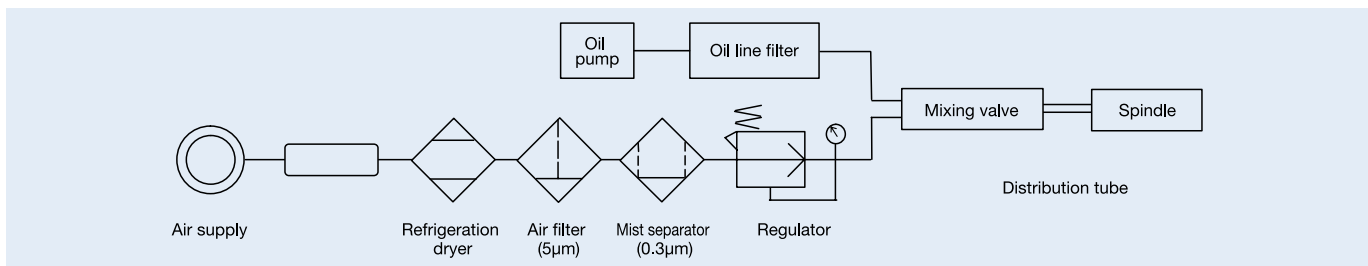 Oil
pump
Oil line filter
Mixing valve
Spindle
Distribution tube
Air supply
Refrigeration
dryer
Air filter
(5μm)
Mist separator
(0.3μm)
Regulator